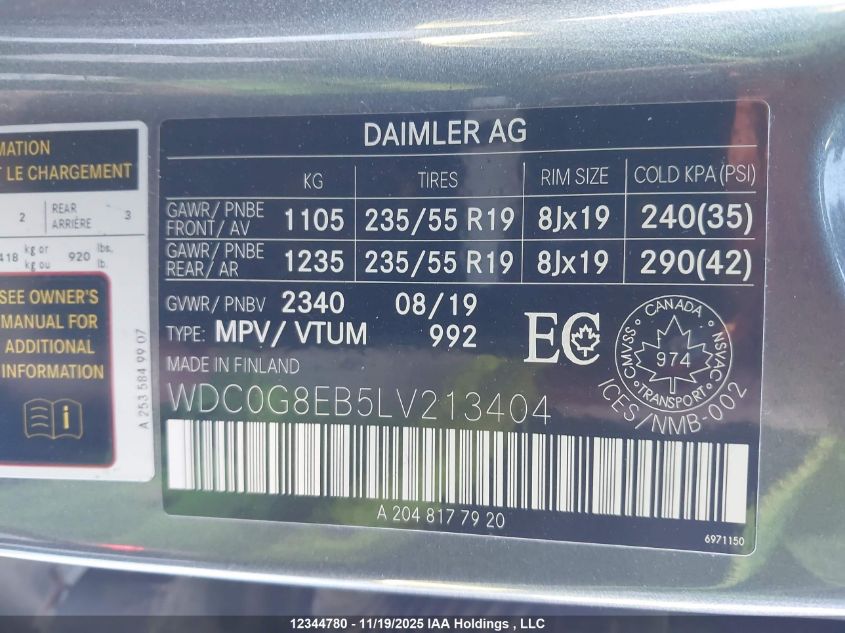 MATION
T LE CHARGEMENT
2 REAR ARRIÈRE 3
418 kg or kg ou 920 lbs. lb.
SEE OWNER'S
MANUAL FOR
ADDITIONAL
INFORMATION
A 253 584 99 07
DAIMLER AG
KG TIRES RIM SIZE COLD KPA (PSI)
GAWR/ PNBE FRONT/ AV 1105 235/55 R19 8Jx19 240(35)
GAWR/ PNBE REAR/ AR 1235 235/55 R19 8Jx19 290(42)
GVWR/ PNBV 2340 08/19
TYPE: MPV/ VTUM 992
EC
CANADA
CMVSS NSVAC
974
TRANSPORT
ICES/NMB-002
MADE IN FINLAND
WDC0G8EB5LV213404
A 204 817 79 20
6971150
12344780 - 11/19/2025 IAA Holdings , LLC